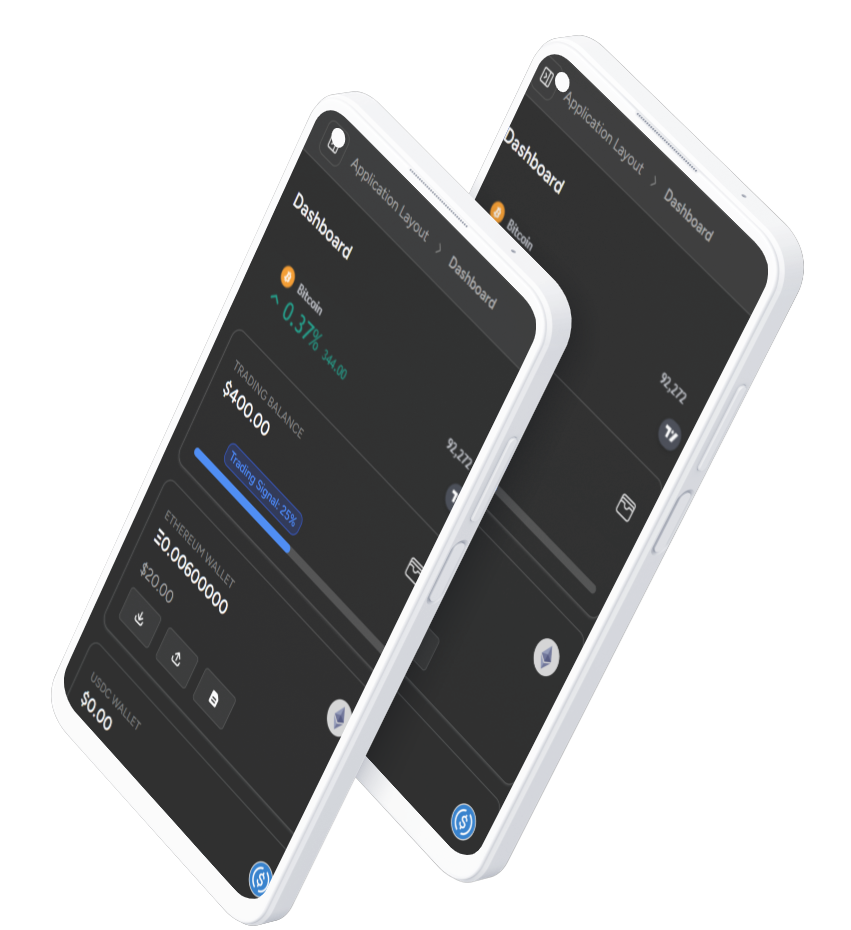 Application Layout > Dashboard
Dashboard
Bitcoin
0.37% 344.00
92,272
TRADING BALANCE
$400.00
Trading Signal: 25%
ETHEREUM WALLET
Ξ0.00600000
$20.00
USDC WALLET
$0.00
Application Layout > Dashboard
Dashboard
Bitcoin
92,272